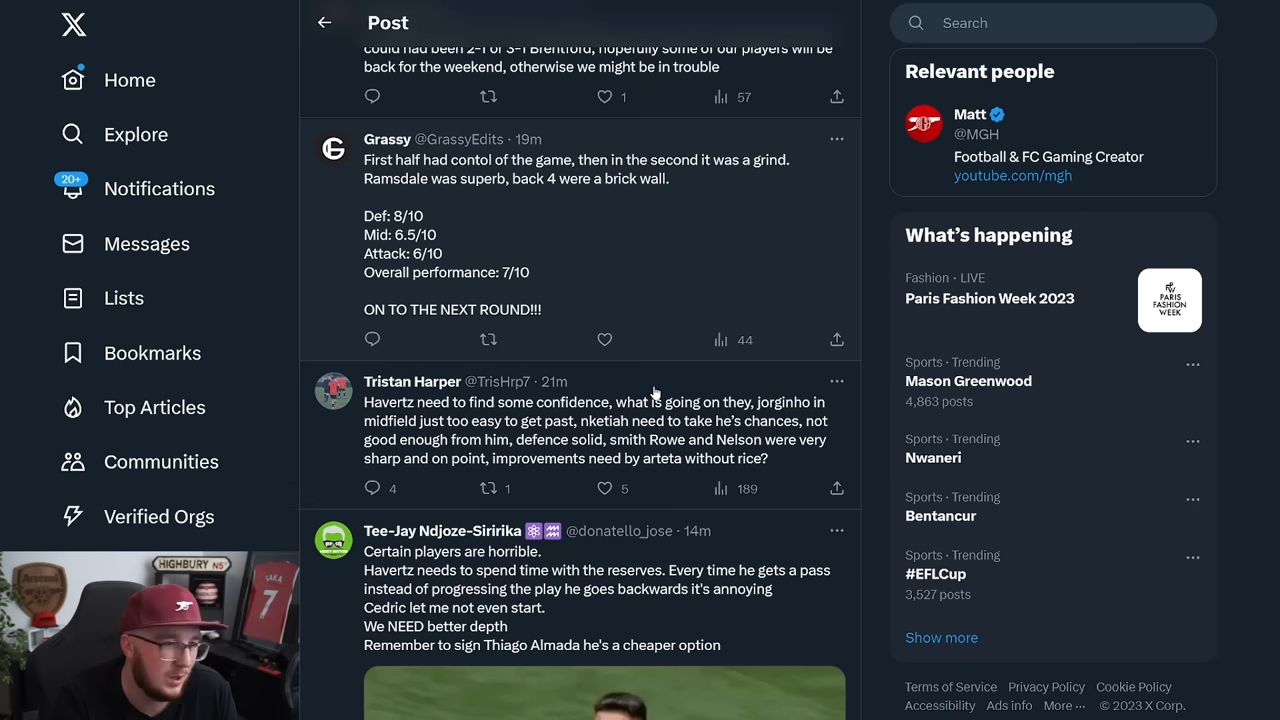 Home
Explore
20+
Notifications
Messages
Lists
Bookmarks
Top Articles
Communities
Verified Orgs
HIGHBURY N5
SAKA
7
Post
could had been 2-1 or 3-1 Brentford, hopefully some of our players will be
back for the weekend, otherwise we might be in trouble
1 57
Grassy @GrassyEdits · 19m
First half had contol of the game, then in the second it was a grind.
Ramsdale was superb, back 4 were a brick wall.
Def: 8/10
Mid: 6.5/10
Attack: 6/10
Overall performance: 7/10
ON TO THE NEXT ROUND!!!
44
Tristan Harper @TrisHrp7 · 21m
Havertz need to find some confidence, what is going on they, jorginho in
midfield just too easy to get past, nketiah need to take he's chances, not
good enough from him, defence solid, smith Rowe and Nelson were very
sharp and on point, improvements need by arteta without rice?
4 1 5 189
Tee-Jay Ndjoze-Siririka ⚛️♒ @donatello_jose · 14m
Certain players are horrible.
Havertz needs to spend time with the reserves. Every time he gets a pass
instead of progressing the play he goes backwards it's annoying
Cedric let me not even start.
We NEED better depth
Remember to sign Thiago Almada he's a cheaper option
Search
Relevant people
Matt
@MGH
Football & FC Gaming Creator
youtube.com/mgh
What's happening
Fashion · LIVE
Paris Fashion Week 2023
PARIS
FASHION
WEEK
Sports · Trending
Mason Greenwood
4,863 posts
Sports · Trending
Nwaneri
Sports · Trending
Bentancur
Sports · Trending
#EFLCup
3,527 posts
Show more
Terms of Service Privacy Policy Cookie Policy
Accessibility Ads info More ··· © 2023 X Corp.